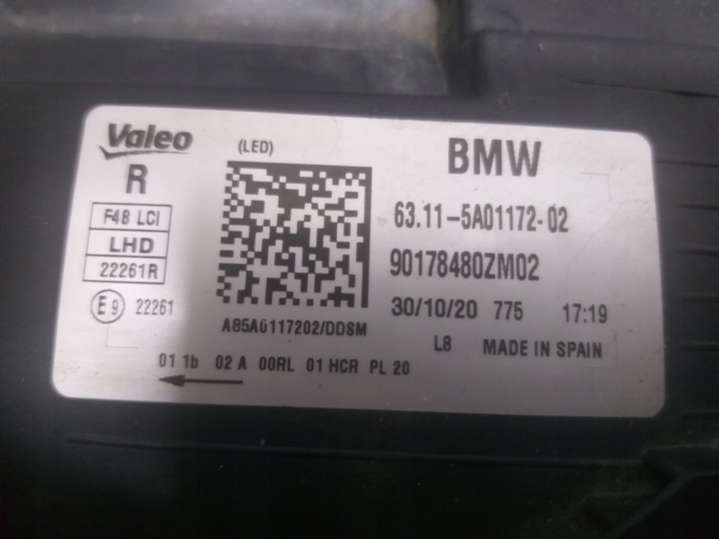 Valeo
(LED)
BMW
R
F48 LCI
LHD
22261R
E9 22261
63.11-5A01172-02
90178480ZM02
30/10/20 775 17:19
A85A0117202/DDSM
L8 MADE IN SPAIN
01 1b 02 A 00RL 01 HCR PL 20